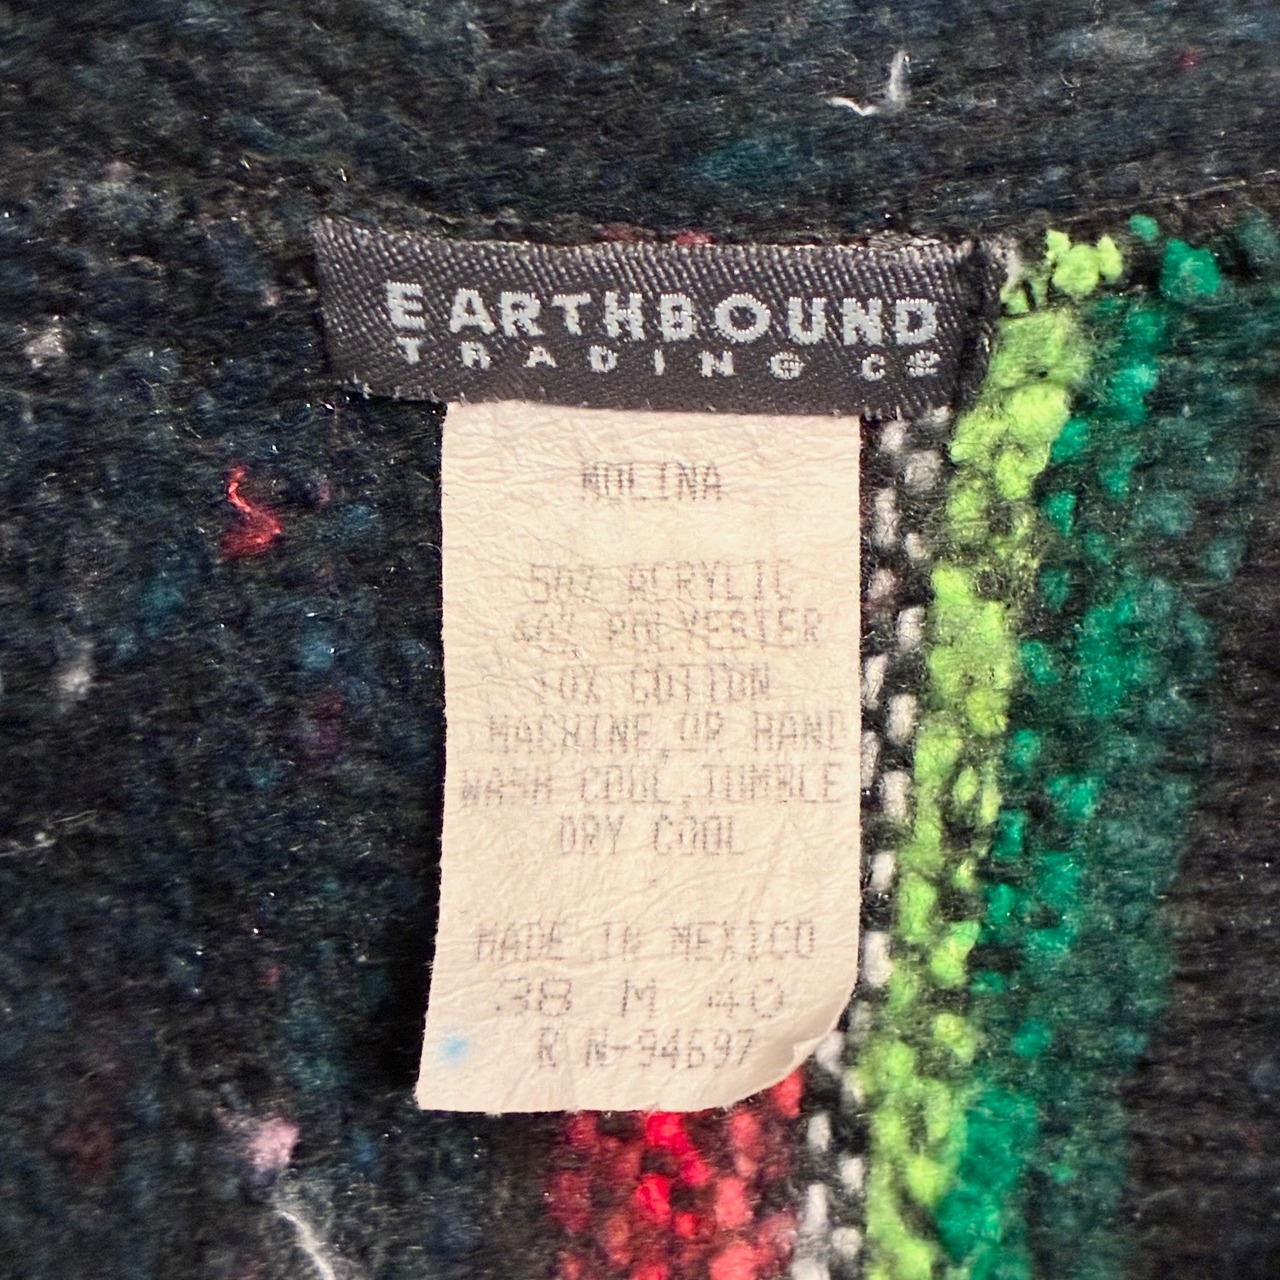 EARTHBOUND
TRADING CO
MOLINA
50% ACRYLIC
40% POLYESTER
10% COTTON
MACHINE,OR HAND
WASH COOL,TUMBLE
DRY COOL
MADE IN MEXICO
38 M 40
R N-94697